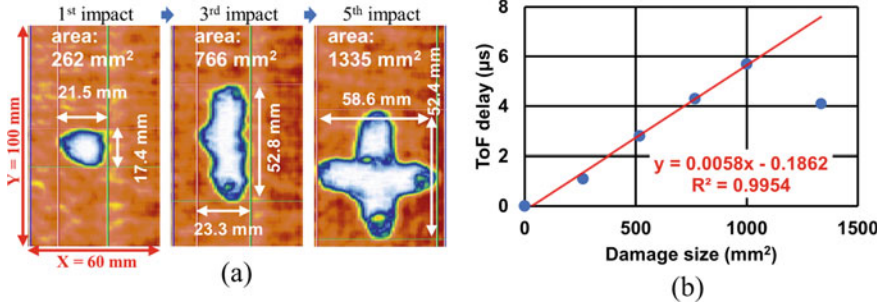 (a)
1st impact
3rd impact
5th impact
area:
262 mm²
21.5 mm
17.4 mm
area:
766 mm²
52.8 mm
23.3 mm
area:
1335 mm²
58.6 mm
52.4 mm
Y = 100 mm
X = 60 mm
(a)
(b)
ToF delay (µs)
8
6
4
2
0
y = 0.0058x - 0.1862
R² = 0.9954
0
500
1000
1500
Damage size (mm²)
(b)